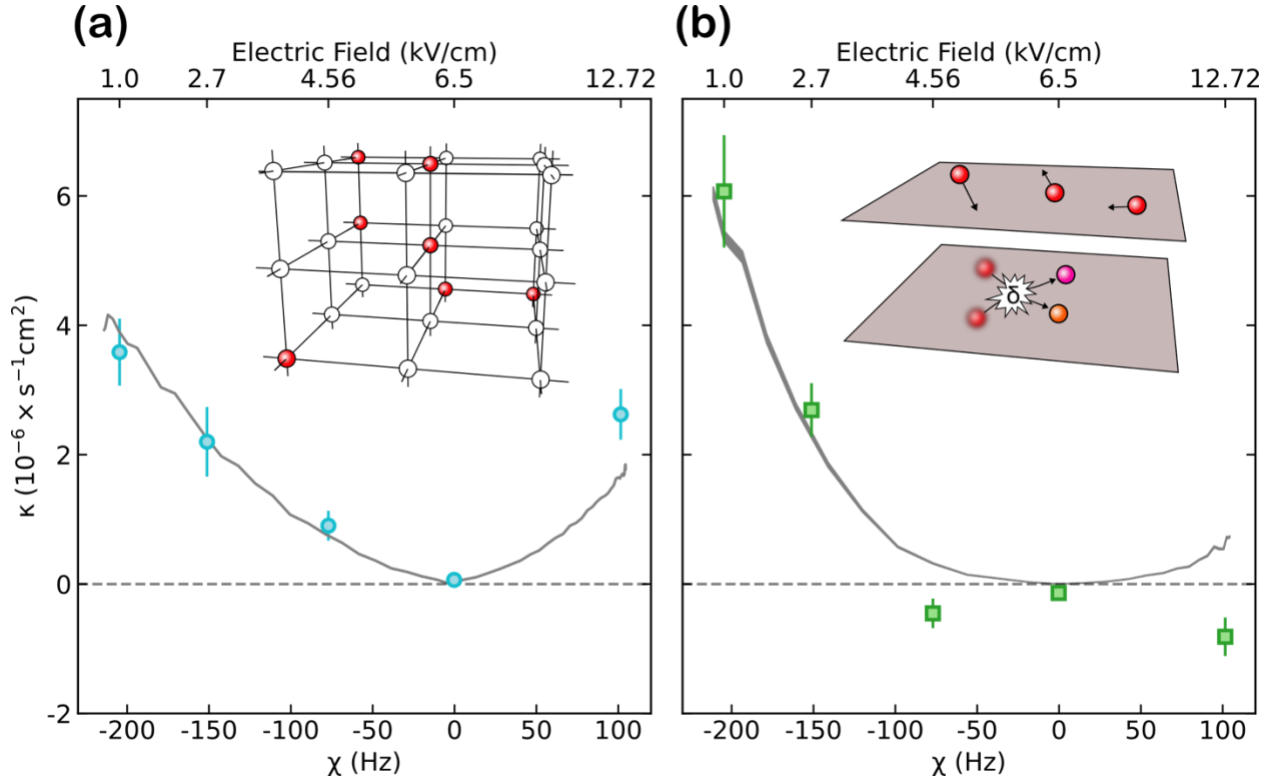 (a)
Electric Field (kV/cm)
1.0 2.7 4.56 6.5 12.72
6
4
2
0
-2
κ (10⁻⁶ × s⁻¹cm²)
-200 -150 -100 -50 0 50 100
χ (Hz)
(b)
Electric Field (kV/cm)
1.0 2.7 4.56 6.5 12.72
δ
-200 -150 -100 -50 0 50 100
χ (Hz)